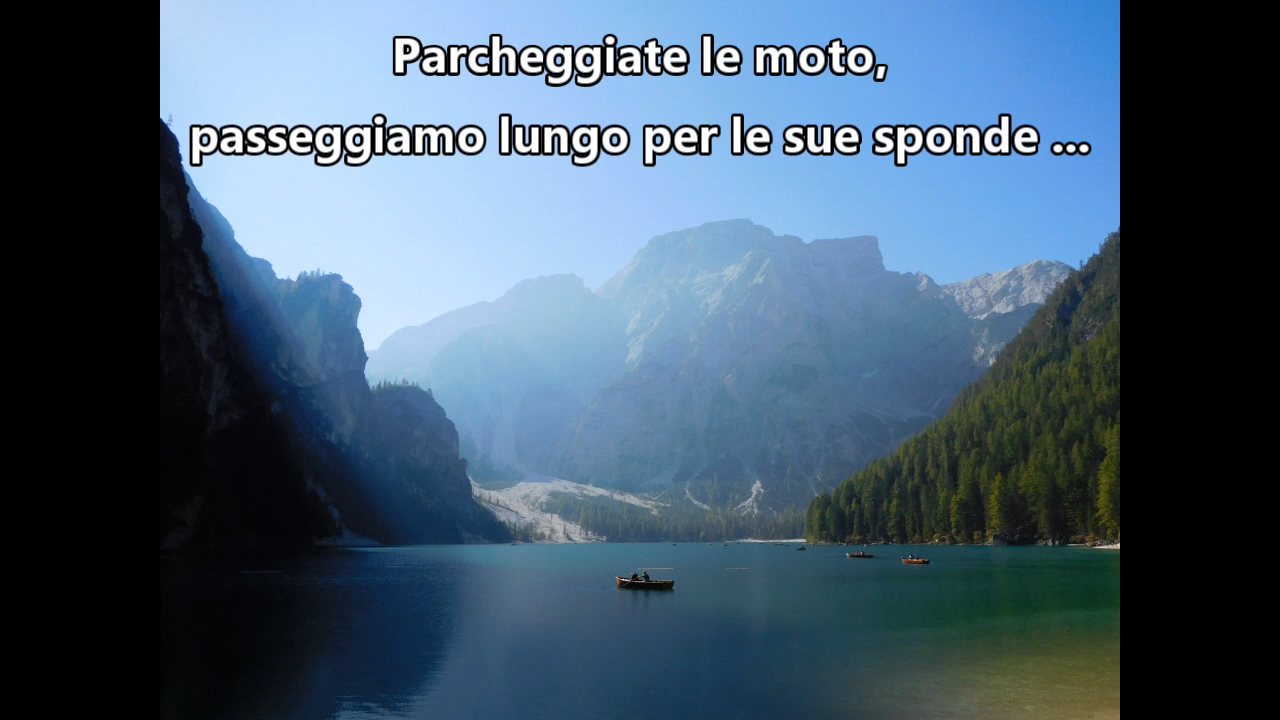 Parcheggiate le moto,
passeggiamo lungo per le sue sponde ...